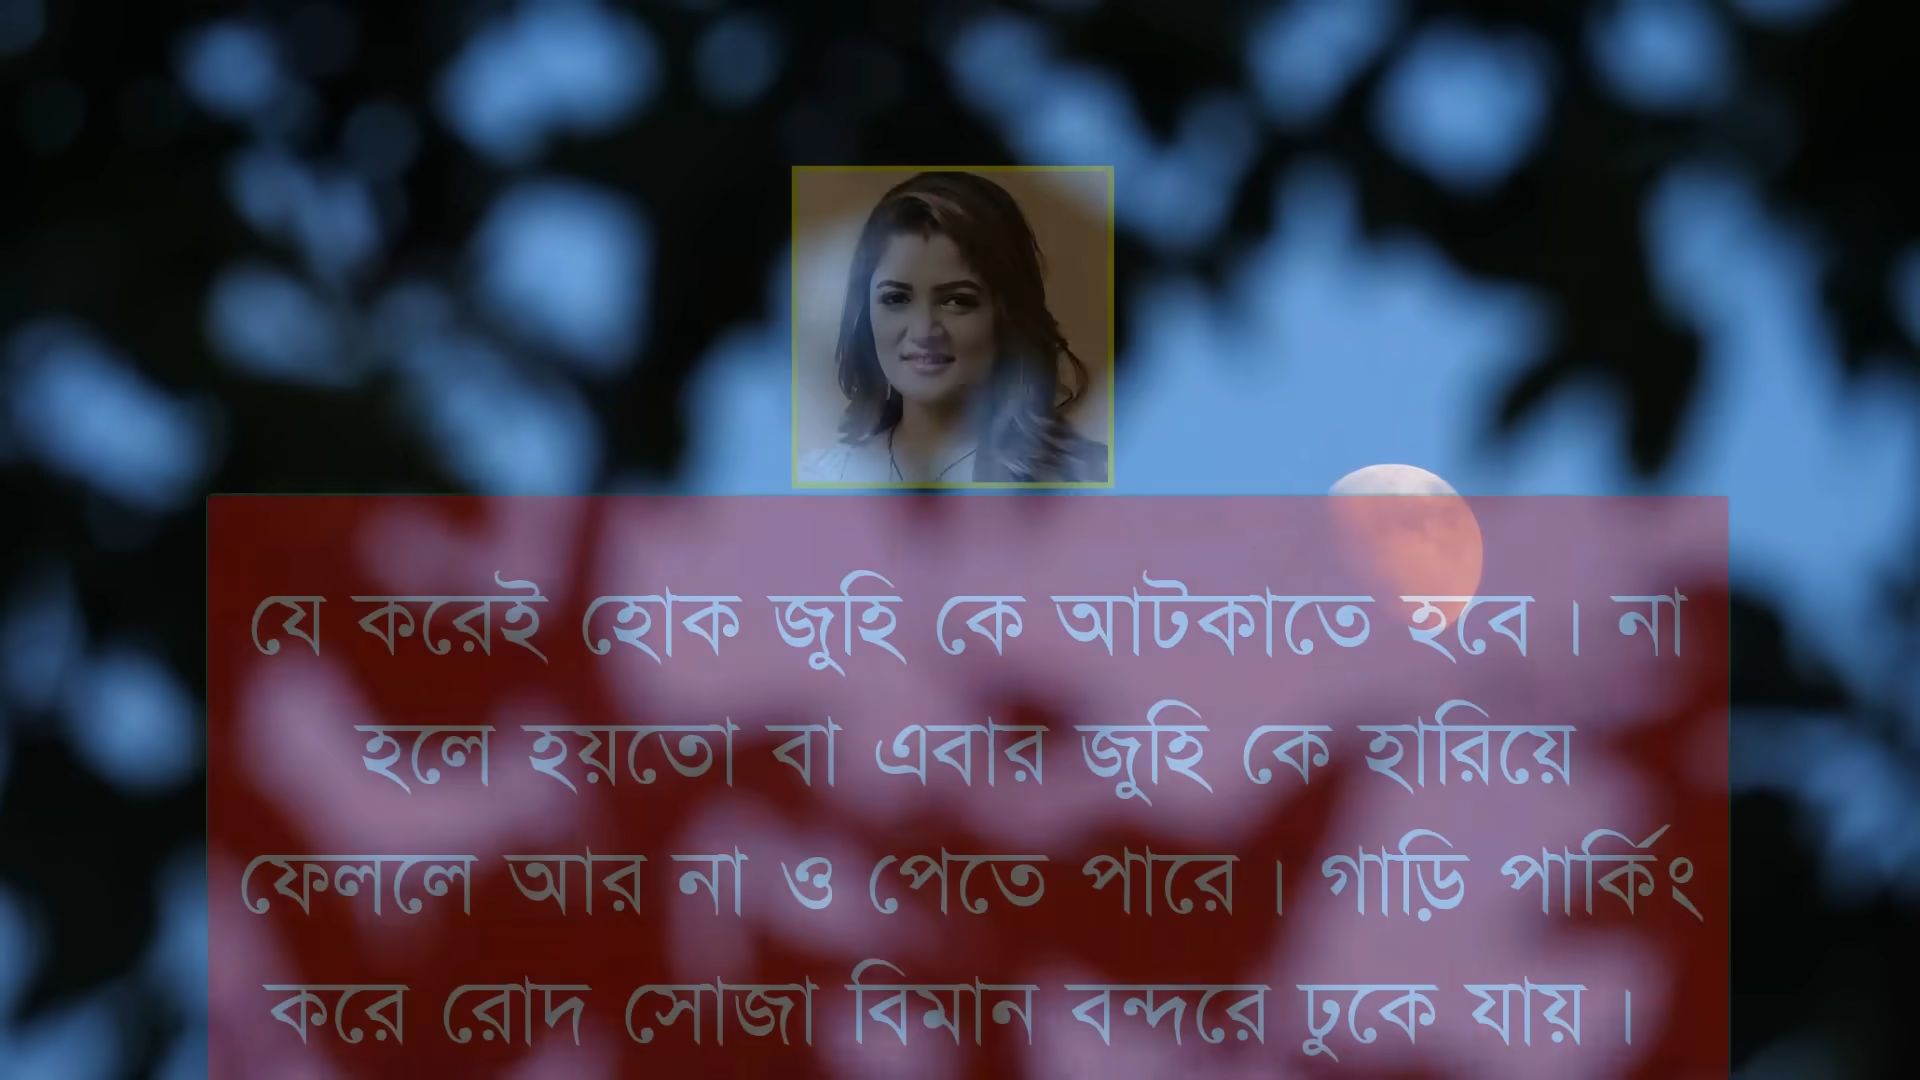 যে করেই হোক জুহি কে আটকাতে হবে । না
হলে হয়তো বা এবার জুহি কে হারিয়ে
ফেললে আর না ও পেতে পারে । গাড়ি পার্কিং
করে রোদ সোজা বিমান বন্দরে ঢুকে যায় ।